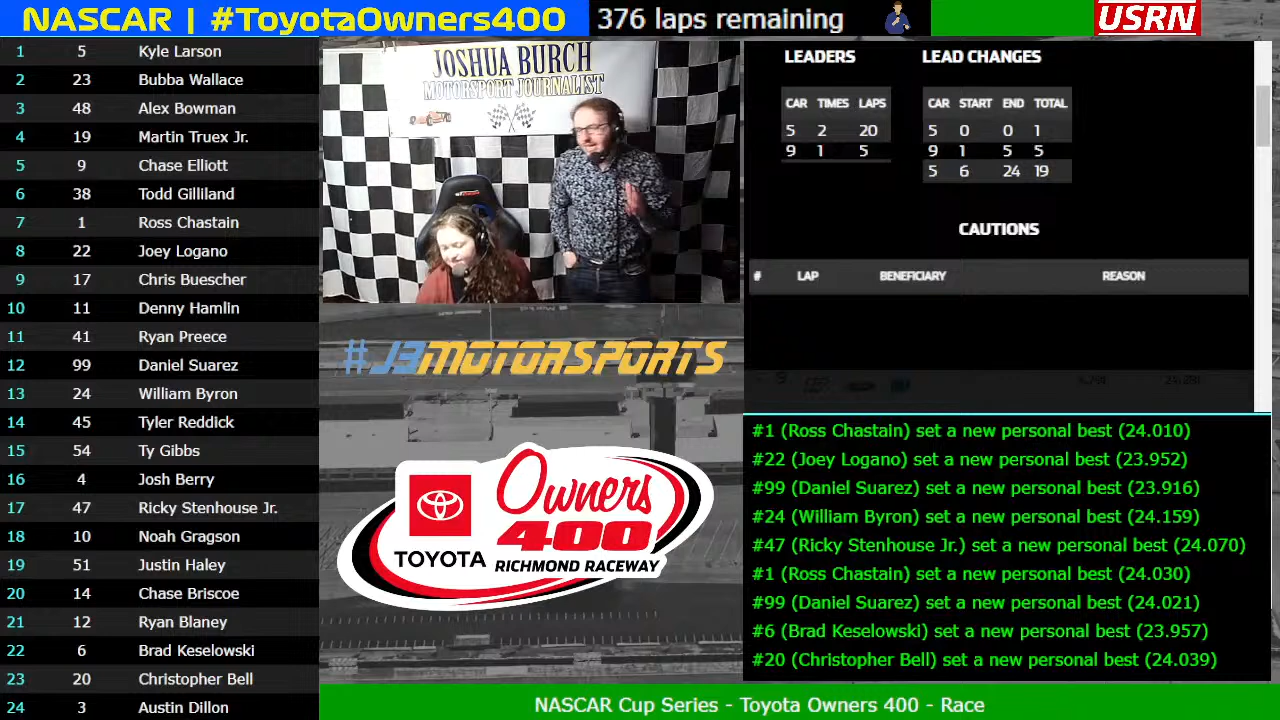 NASCAR | #ToyotaOwners400
376 laps remaining
USRN
1 5 Kyle Larson
2 23 Bubba Wallace
3 48 Alex Bowman
4 19 Martin Truex Jr.
5 9 Chase Elliott
6 38 Todd Gilliland
7 1 Ross Chastain
8 22 Joey Logano
9 17 Chris Buescher
10 11 Denny Hamlin
11 41 Ryan Preece
12 99 Daniel Suarez
13 24 William Byron
14 45 Tyler Reddick
15 54 Ty Gibbs
16 4 Josh Berry
17 47 Ricky Stenhouse Jr.
18 10 Noah Gragson
19 51 Justin Haley
20 14 Chase Briscoe
21 12 Ryan Blaney
22 6 Brad Keselowski
23 20 Christopher Bell
24 3 Austin Dillon
JOSHUA BURCH
MOTORSPORT JOURNALIST
#JBMOTORSPORTS
Owners
400
TOYOTA
RICHMOND RACEWAY
LEADERS
CAR TIMES LAPS
5 2 20
9 1 5
LEAD CHANGES
CAR START END TOTAL
5 0 0 1
9 1 5 5
5 6 24 19
CAUTIONS
# LAP BENEFICIARY REASON
#1 (Ross Chastain) set a new personal best (24.010)
#22 (Joey Logano) set a new personal best (23.952)
#99 (Daniel Suarez) set a new personal best (23.916)
#24 (William Byron) set a new personal best (24.159)
#47 (Ricky Stenhouse Jr.) set a new personal best (24.070)
#1 (Ross Chastain) set a new personal best (24.030)
#99 (Daniel Suarez) set a new personal best (24.021)
#6 (Brad Keselowski) set a new personal best (23.957)
#20 (Christopher Bell) set a new personal best (24.039)
NASCAR Cup Series - Toyota Owners 400 - Race